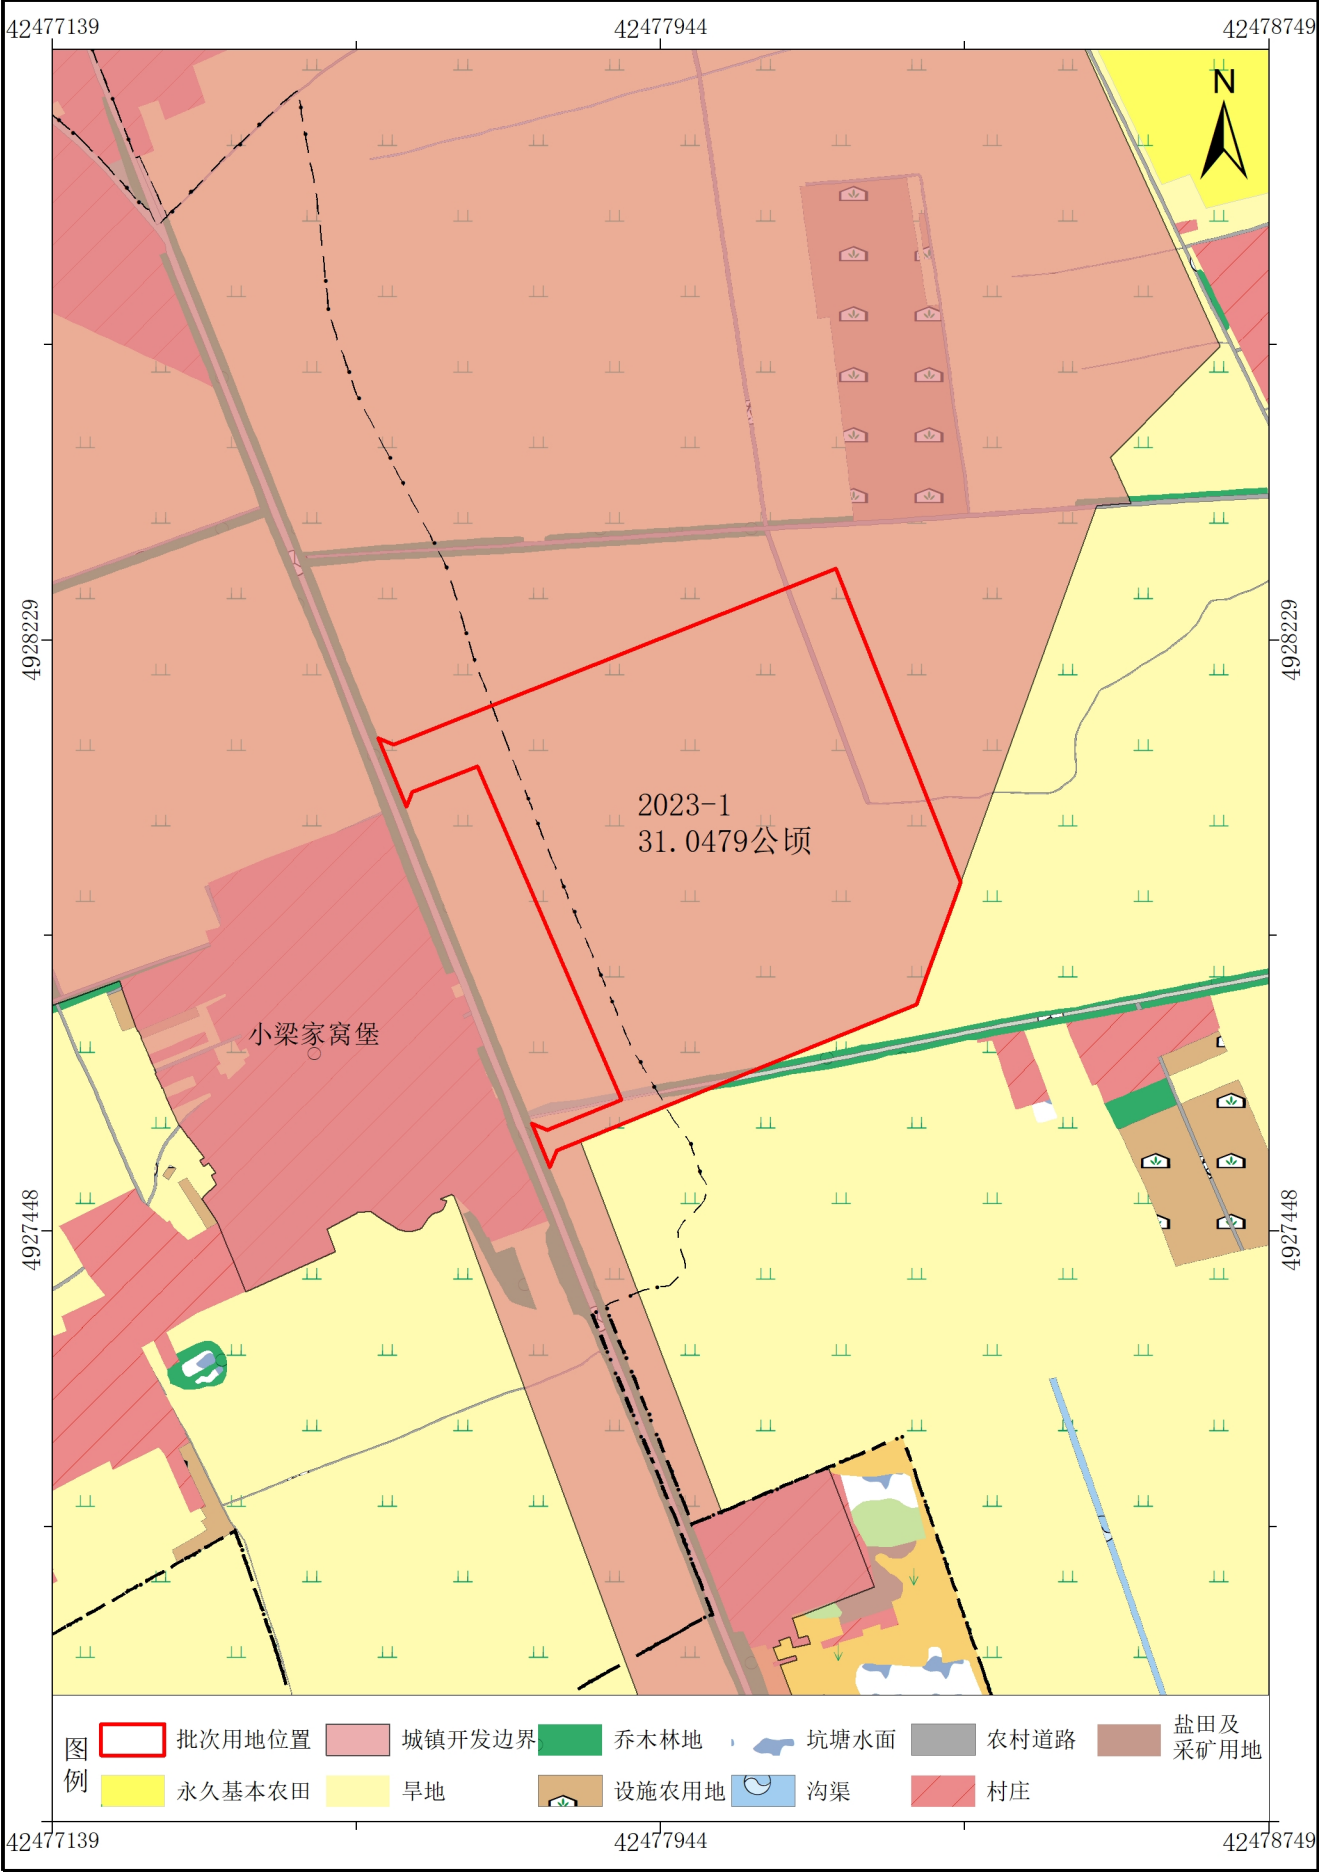 42477139
42477944
42478749
N
4928229
4928229
2023-1
31.0479公顷
小梁家窝堡
4927448
4927448
图例
批次用地位置
城镇开发边界
乔木林地
坑塘水面
农村道路
盐田及
采矿用地
永久基本农田
旱地
设施农用地
沟渠
村庄
42477139
42477944
42478749